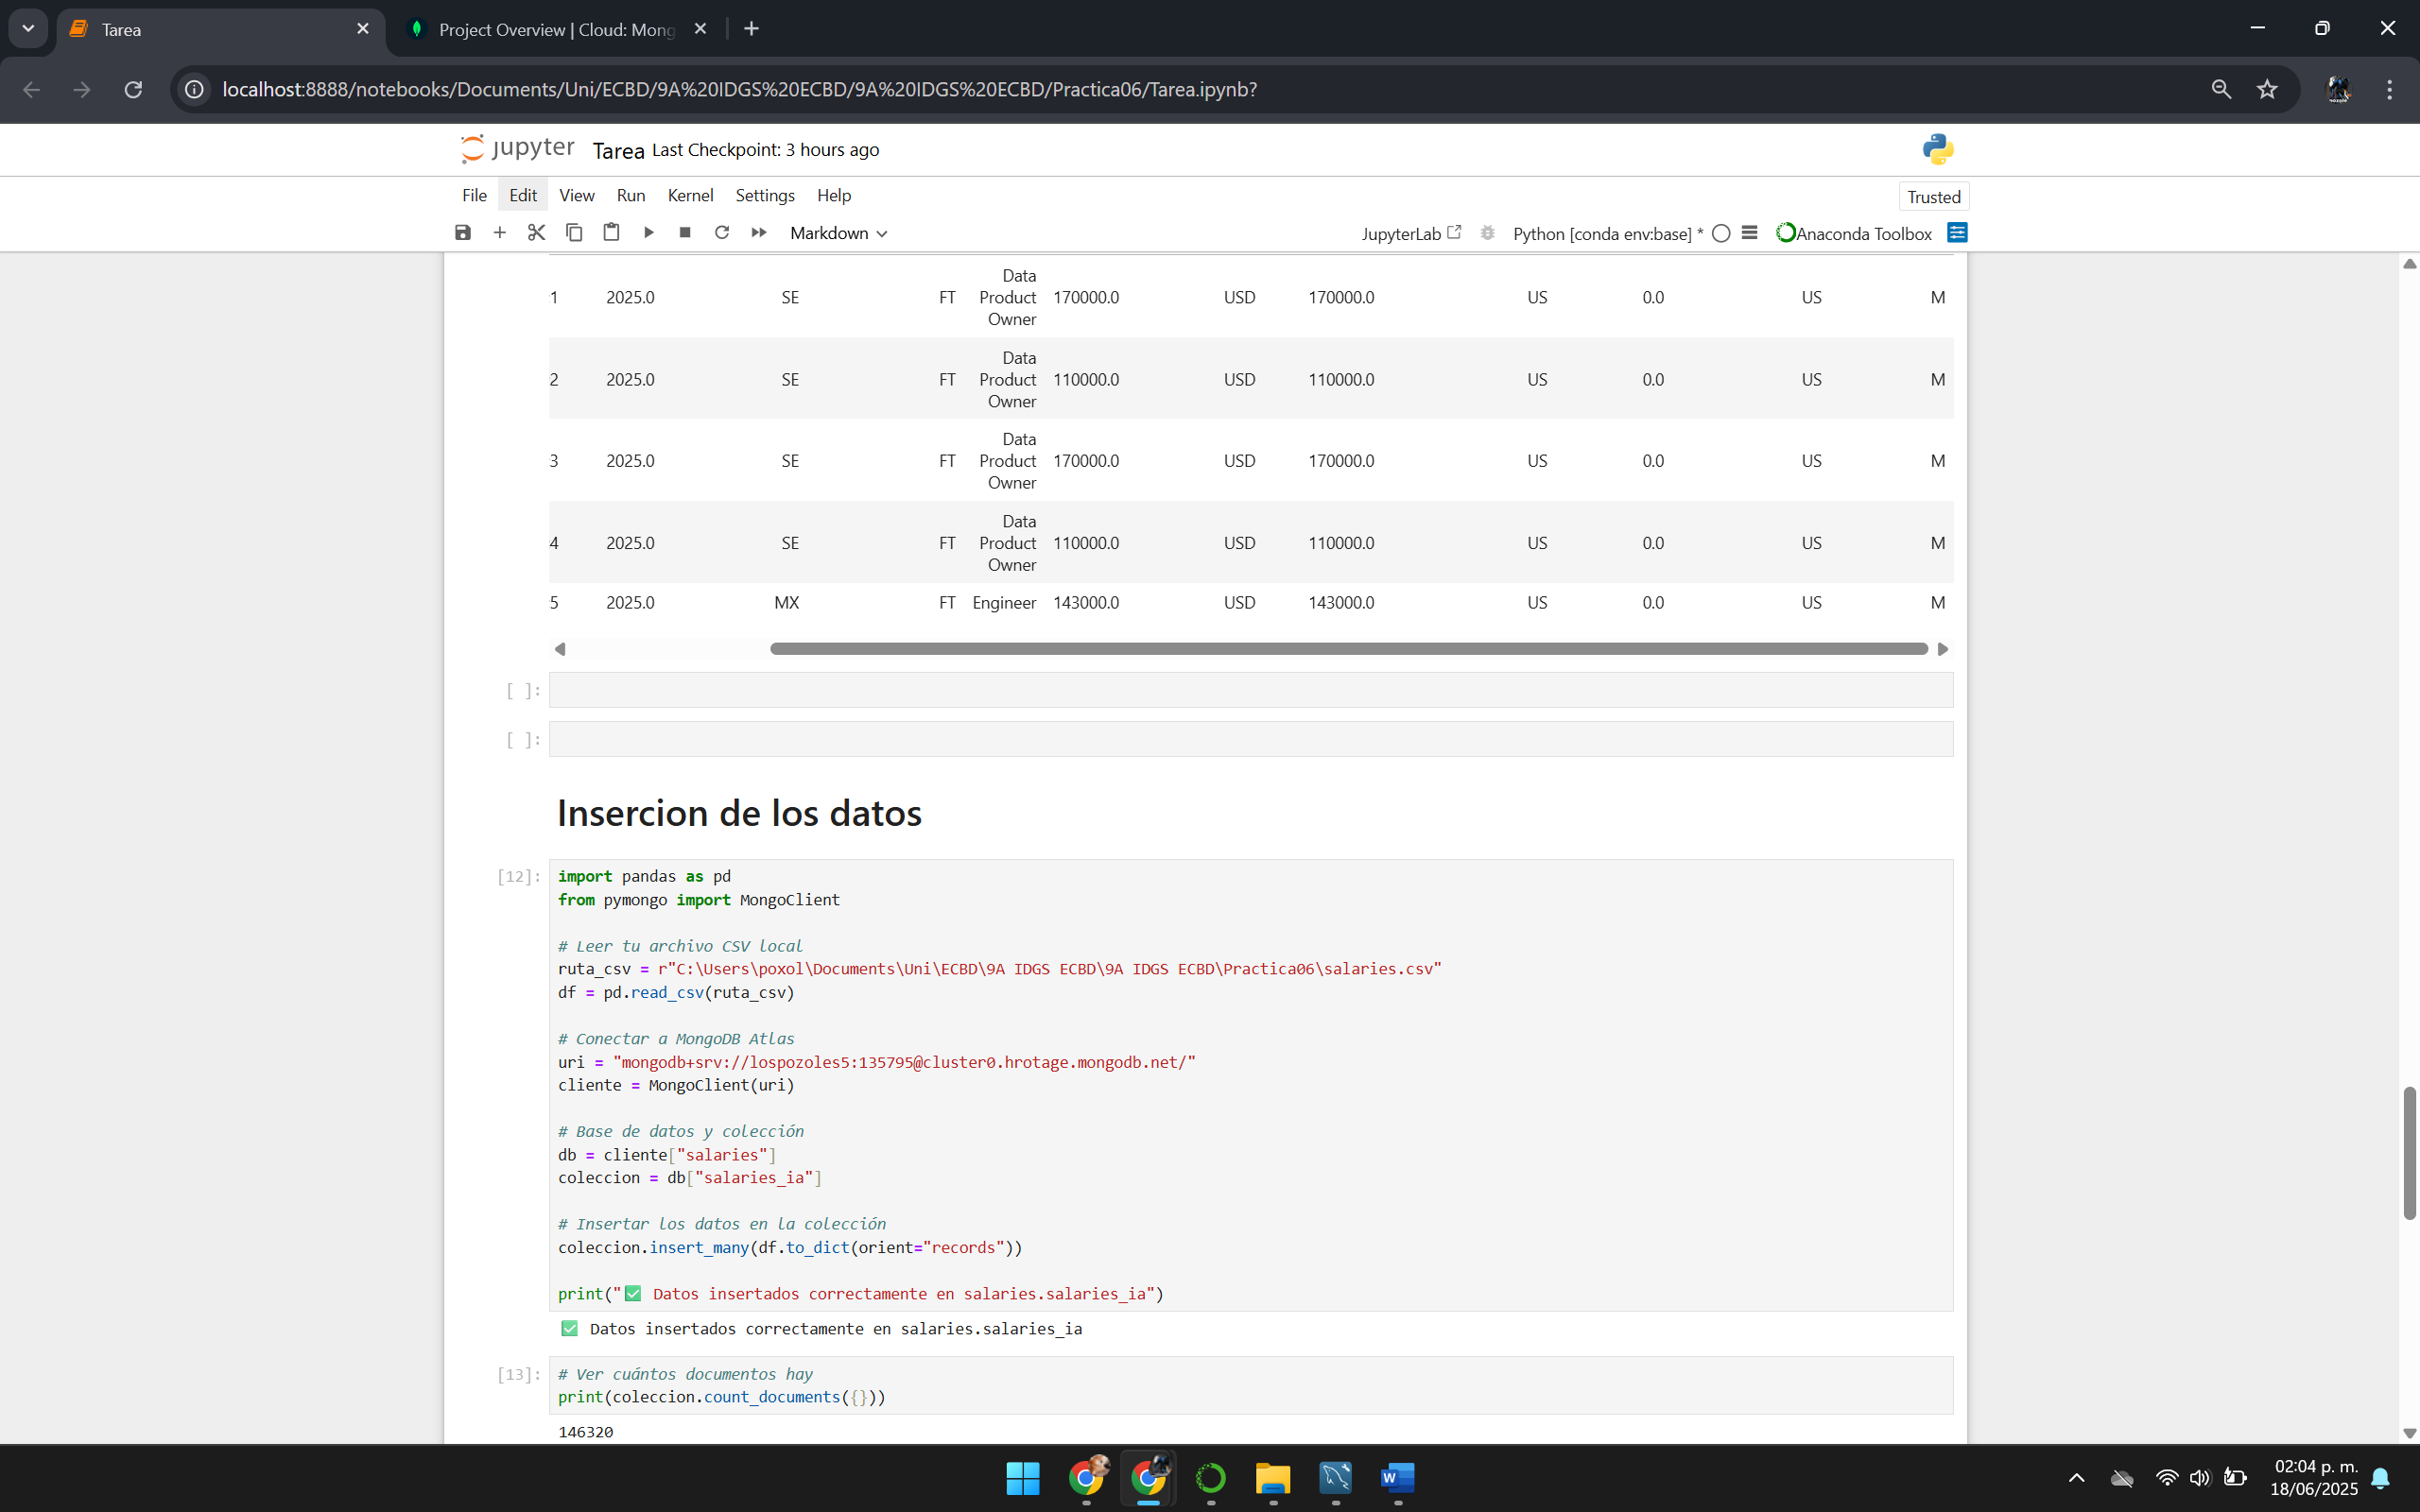 Tarea
Project Overview | Cloud: Mong
localhost:8888/notebooks/Documents/Uni/ECBD/9A%20IDGS%20ECBD/9A%20IDGS%20ECBD/Practica06/Tarea.ipynb?
jupyter Tarea Last Checkpoint: 3 hours ago
File Edit View Run Kernel Settings Help
Trusted
Markdown
JupyterLab Python [conda env:base] * Anaconda Toolbox
1 2025.0 SE FT Data Product Owner 170000.0 USD 170000.0 US 0.0 US M
2 2025.0 SE FT Data Product Owner 110000.0 USD 110000.0 US 0.0 US M
3 2025.0 SE FT Data Product Owner 170000.0 USD 170000.0 US 0.0 US M
4 2025.0 SE FT Data Product Owner 110000.0 USD 110000.0 US 0.0 US M
5 2025.0 MX FT Engineer 143000.0 USD 143000.0 US 0.0 US M
[ ]:
[ ]:
Insercion de los datos
[12]: import pandas as pd
from pymongo import MongoClient
# Leer tu archivo CSV local
ruta_csv = r"C:\Users\poxol\Documents\Uni\ECBD\9A IDGS ECBD\9A IDGS ECBD\Practica06\salaries.csv"
df = pd.read_csv(ruta_csv)
# Conectar a MongoDB Atlas
uri = "mongodb+srv://lospozoles5:135795@cluster0.hrotage.mongodb.net/"
cliente = MongoClient(uri)
# Base de datos y colección
db = cliente["salaries"]
coleccion = db["salaries_ia"]
# Insertar los datos en la colección
coleccion.insert_many(df.to_dict(orient="records"))
print("✅ Datos insertados correctamente en salaries.salaries_ia")
✅ Datos insertados correctamente en salaries.salaries_ia
[13]: # Ver cuántos documentos hay
print(coleccion.count_documents({}))
146320
02:04 p. m.
18/06/2025